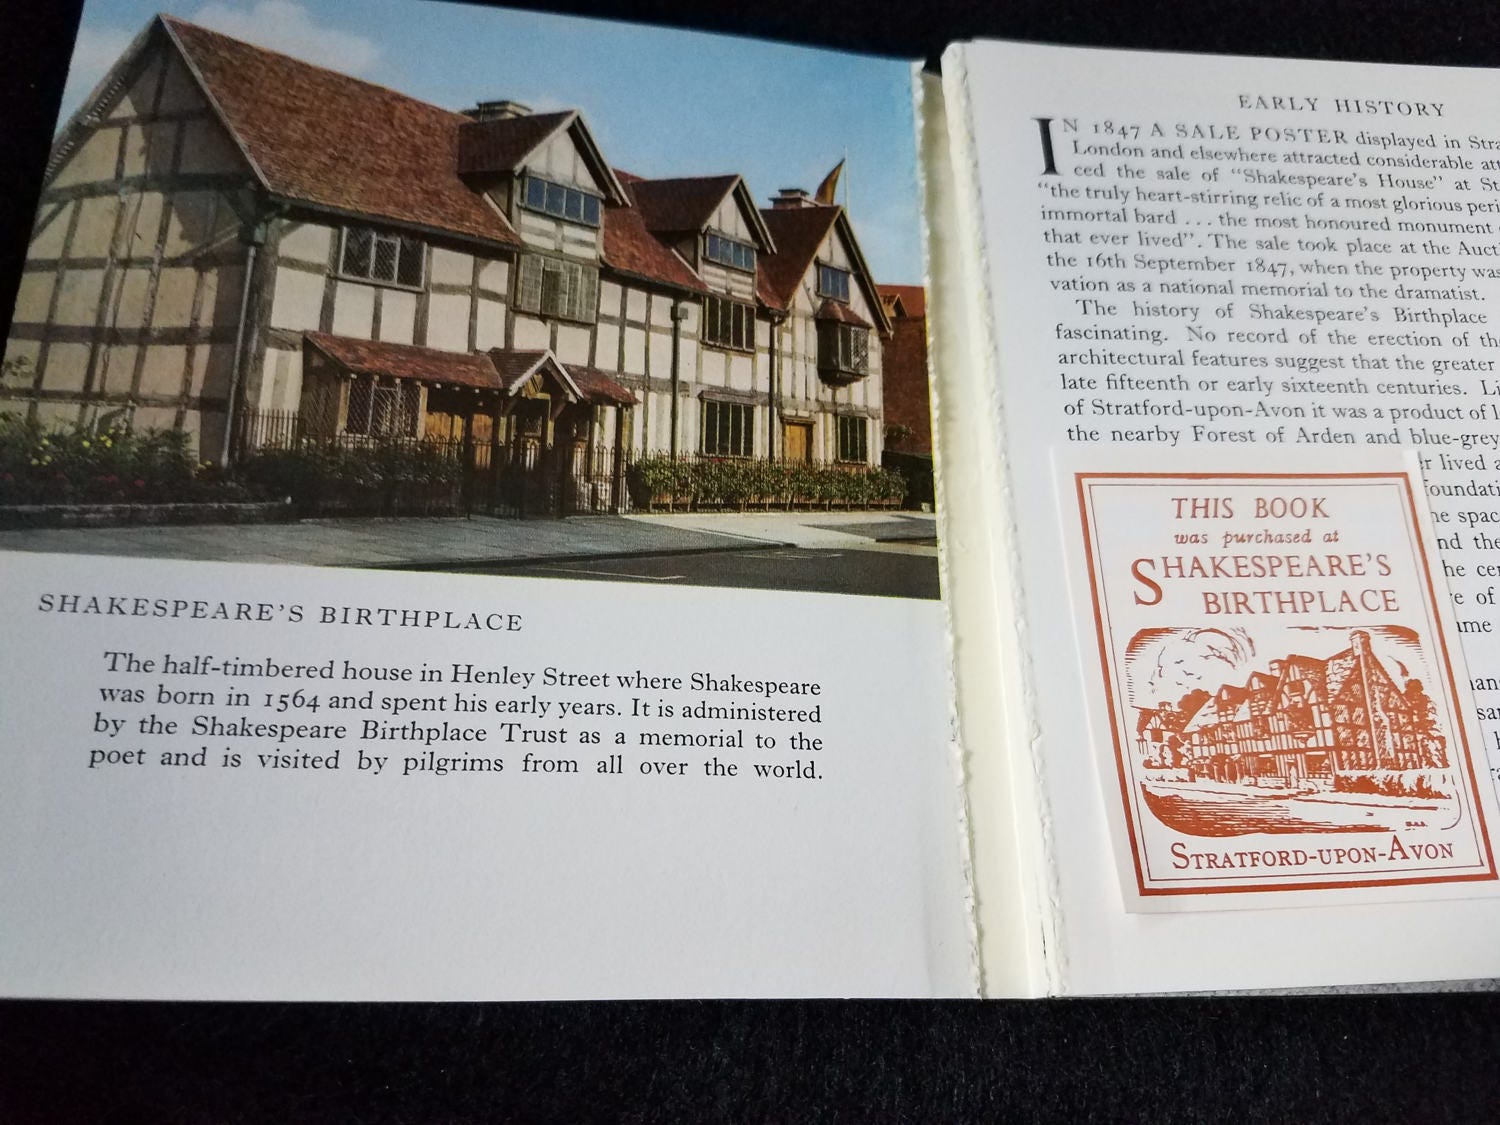 SHAKESPEARE'S BIRTHPLACE
The half-timbered house in Henley Street where Shakespeare
was born in 1564 and spent his early years. It is administered
by the Shakespeare Birthplace Trust as a memorial to the
poet and is visited by pilgrims from all over the world.
EARLY HISTORY
IN 1847 A SALE POSTER displayed in
London and elsewhere attracted considerable
ced the sale of "Shakespeare's House" at
"the truly heart-stirring relic of a most glorious
immortal bard . . . the most honoured monument
that ever lived". The sale took place at the
the 16th September 1847, when the property was
vation as a national memorial to the dramatist.
The history of Shakespeare's Birthplace
fascinating. No record of the erection of
architectural features suggest that the greater
late fifteenth or early sixteenth centuries.
of Stratford-upon-Avon it was a product of
the nearby Forest of Arden and blue-grey
lived
spac
the
of
THIS BOOK
was purchased at
SHAKESPEARE'S
BIRTHPLACE
STRATFORD-UPON-AVON